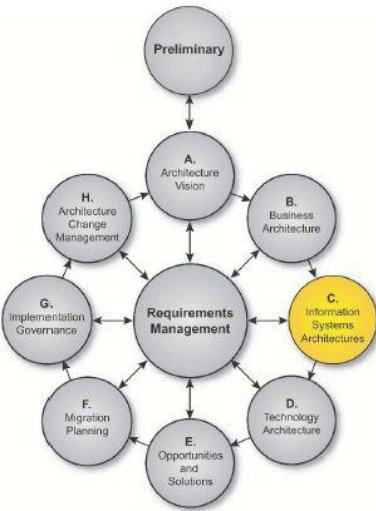 Preliminary
A.
Architecture
Vision
H.
Architecture
Change
Management
B.
Business
Architecture
G.
Implementation
Governance
Requirements
Management
C.
Information
Systems
Architectures
F.
Migration
Planning
D.
Technology
Architecture
E.
Opportunities
and
Solutions